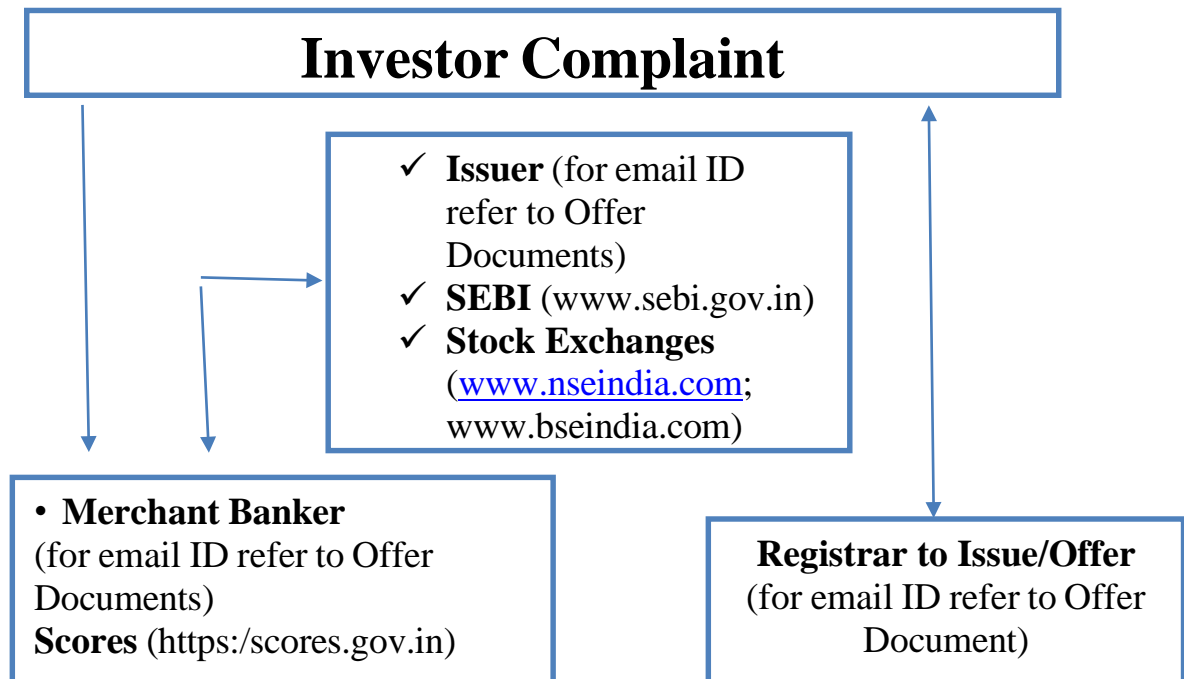 Investor Complaint
✓ Issuer (for email ID
refer to Offer
Documents)
✓ SEBI (www.sebi.gov.in)
✓ Stock Exchanges
(www.nseindia.com;
www.bseindia.com)
• Merchant Banker
(for email ID refer to Offer
Documents)
Scores (https:/scores.gov.in)
Registrar to Issue/Offer
(for email ID refer to Offer
Document)